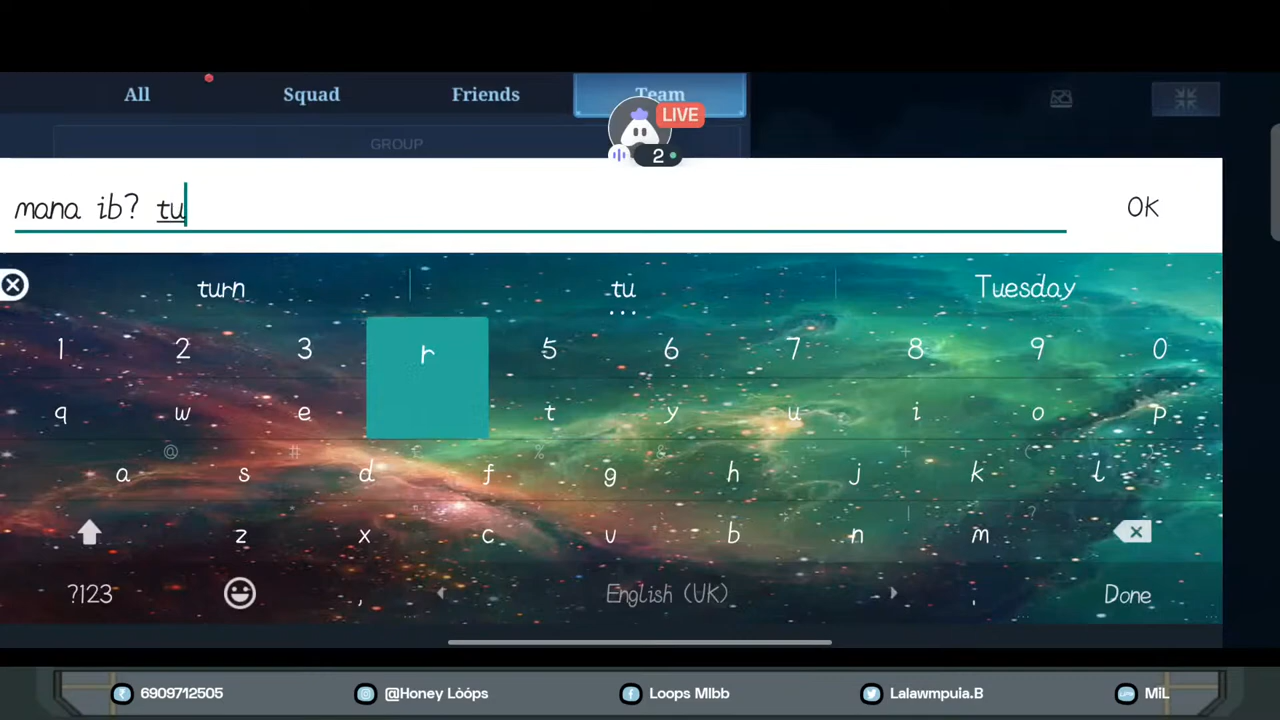 All Squad Friends Team
LIVE
GROUP
2
mana ib? tu OK
turn tu Tuesday
1 2 3 r 5 6 7 8 9 0
q w e t y u i o p
@ # £ % & + ( )
a s d f g h j k l
z x c v b n m
?123 , English (UK) . Done
6909712505 @Honey Lòóps Loops Mlbb Lalawmpuia.B MiL